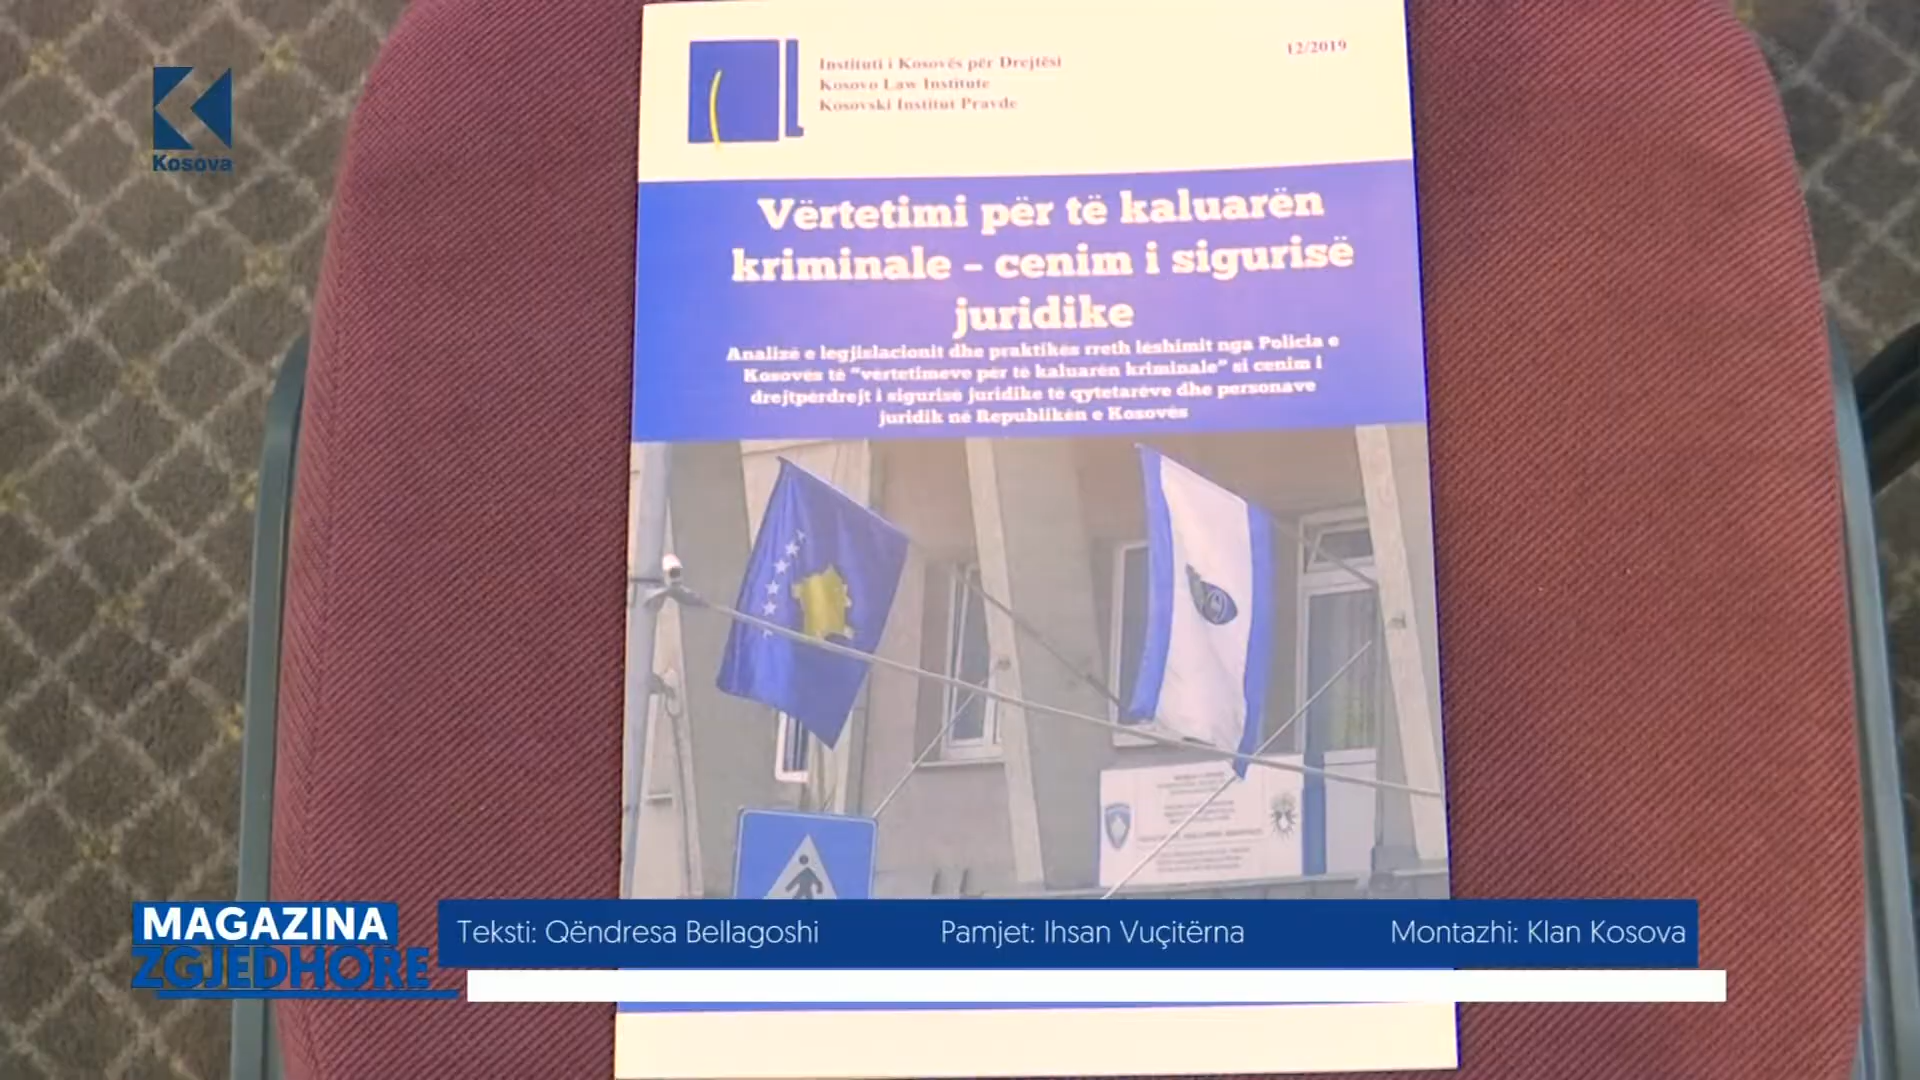 Kosova
Instituti i Kosovës për Drejtësi
Kosovo Law Institute
Kosovski Institut Pravde
12/2019
Vërtetimi për të kaluarën
kriminale – cenim i sigurisë
juridike
Analizë e legjislacionit dhe praktikës rreth lëshimit nga Policia e
Kosovës të "vërtetimeve për të kaluarën kriminale" si cenim i
drejtpërdrejt i sigurisë juridike të qytetarëve dhe personave
juridik në Republikën e Kosovës
MAGAZINA
ZGJEDHORE
Teksti: Qëndresa Bellagoshi
Pamjet: Ihsan Vuçitërna
Montazhi: Klan Kosova